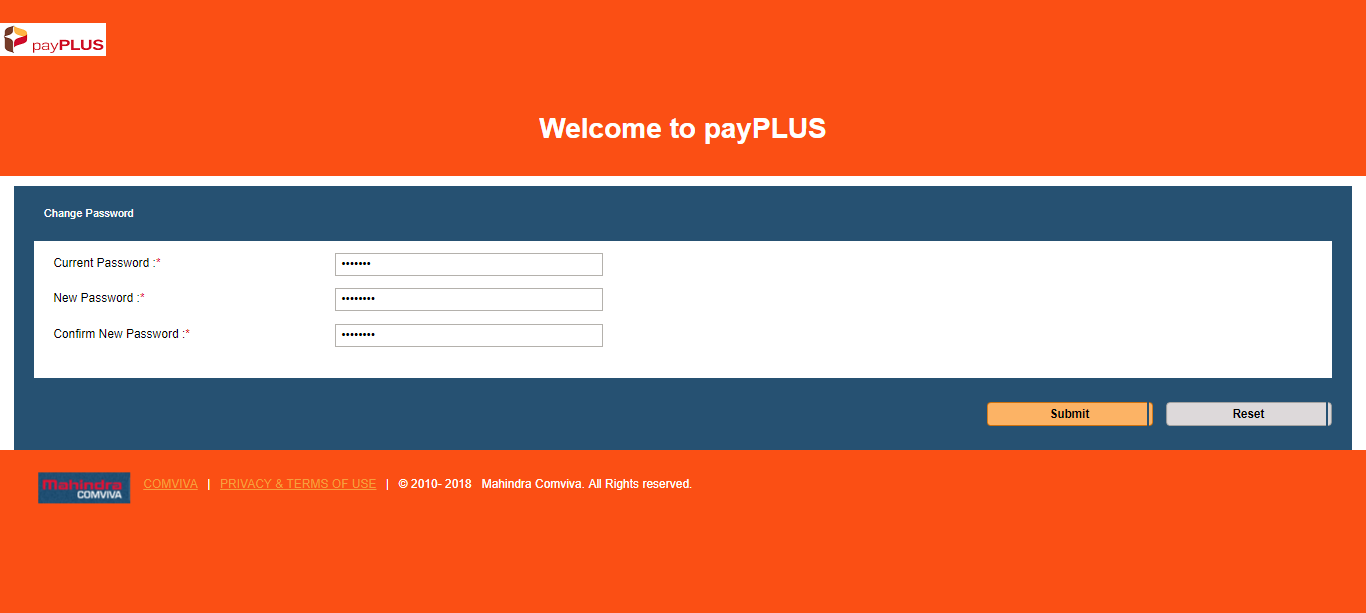 payPLUS
Welcome to payPLUS
Change Password
Current Password :* •••••••
New Password :* ••••••••
Confirm New Password :* ••••••••
Submit Reset
Mahindra COMVIVA
COMVIVA | PRIVACY & TERMS OF USE | © 2010- 2018 Mahindra Comviva. All Rights reserved.